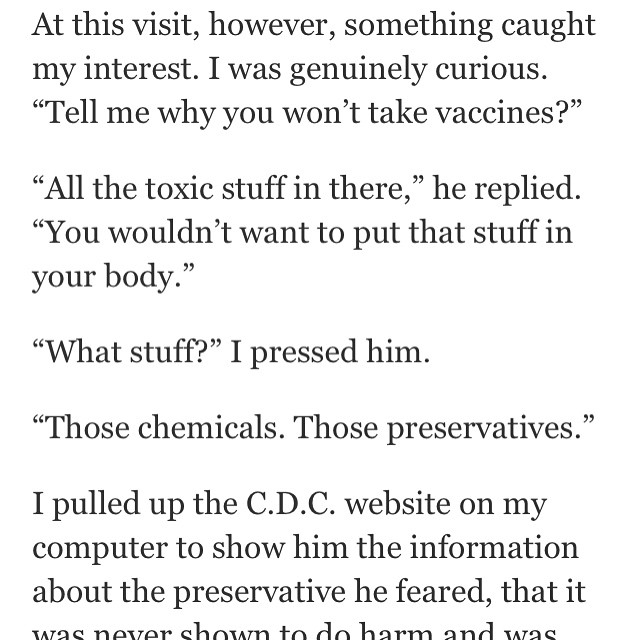 At this visit, however, something caught
my interest. I was genuinely curious.
“Tell me why you won’t take vaccines?”
“All the toxic stuff in there,” he replied.
“You wouldn’t want to put that stuff in
your body.”
“What stuff?” I pressed him.
“Those chemicals. Those preservatives.”
I pulled up the C.D.C. website on my
computer to show him the information
about the preservative he feared, that it
was never shown to do harm and was